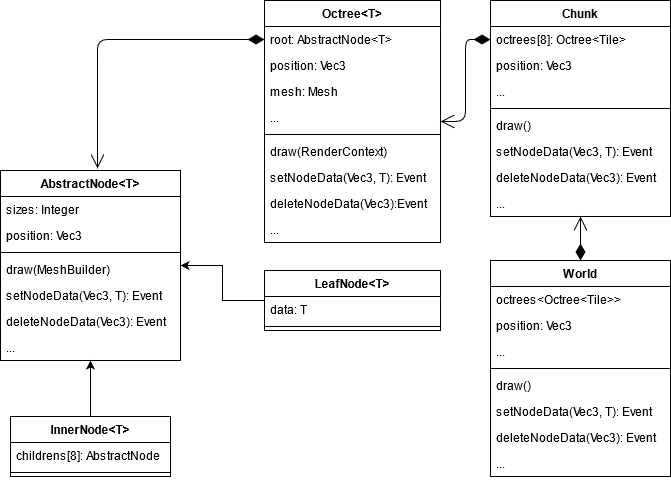 Octree<T>
root: AbstractNode<T>
position: Vec3
mesh: Mesh
...
draw(RenderContext)
setNodeData(Vec3, T): Event
deleteNodeData(Vec3):Event
...
Chunk
octrees[8]: Octree<Tile>
position: Vec3
...
draw()
setNodeData(Vec3, T): Event
deleteNodeData(Vec3): Event
...
AbstractNode<T>
sizes: Integer
position: Vec3
draw(MeshBuilder)
setNodeData(Vec3, T): Event
deleteNodeData(Vec3): Event
...
LeafNode<T>
data: T
World
octrees<Octree<Tile>>
position: Vec3
...
draw()
setNodeData(Vec3, T): Event
deleteNodeData(Vec3): Event
...
InnerNode<T>
childrens[8]: AbstractNode